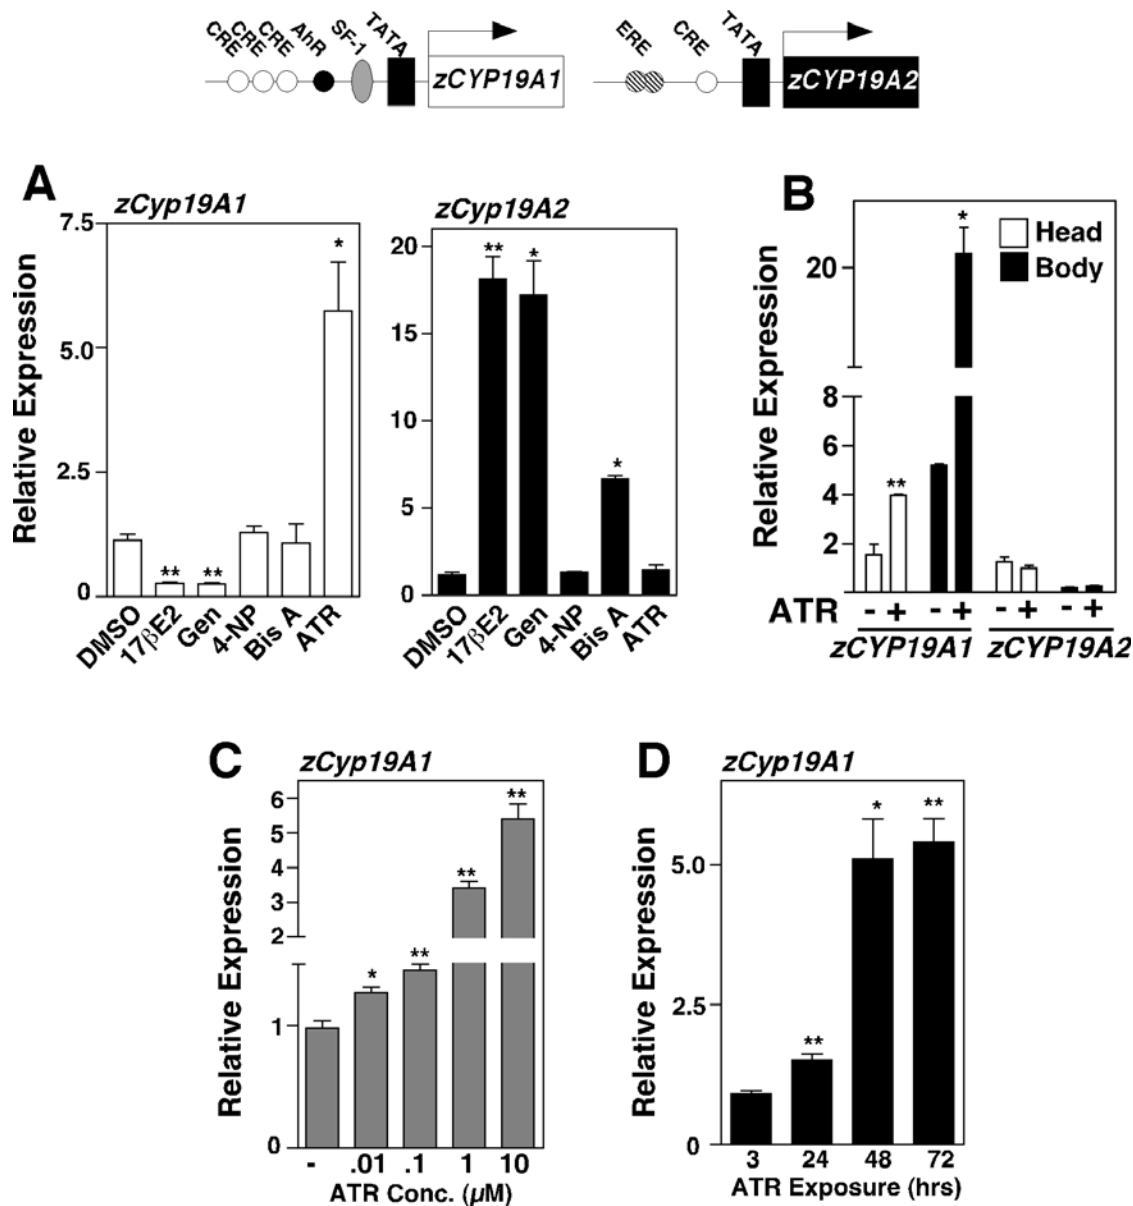 CRE CRE CRE AhR SF-1 TATA
zCYP19A1
ERE CRE TATA
zCYP19A2
A
zCyp19A1
Relative Expression
7.5
5.0
2.5
0
DMSO 17βE2 Gen 4-NP Bis A ATR
** ** *
zCyp19A2
20
15
10
5
0
** * *
DMSO 17βE2 Gen 4-NP Bis A ATR
B
Relative Expression
20
8
6
4
2
** *
Head
Body
ATR - + - + - + - +
zCYP19A1 zCYP19A2
C
zCyp19A1
Relative Expression
6
5
4
3
2
1
0
* ** ** **
- .01 .1 1 10
ATR Conc. (µM)
D
zCyp19A1
Relative Expression
5.0
2.5
0
** * **
3 24 48 72
ATR Exposure (hrs)